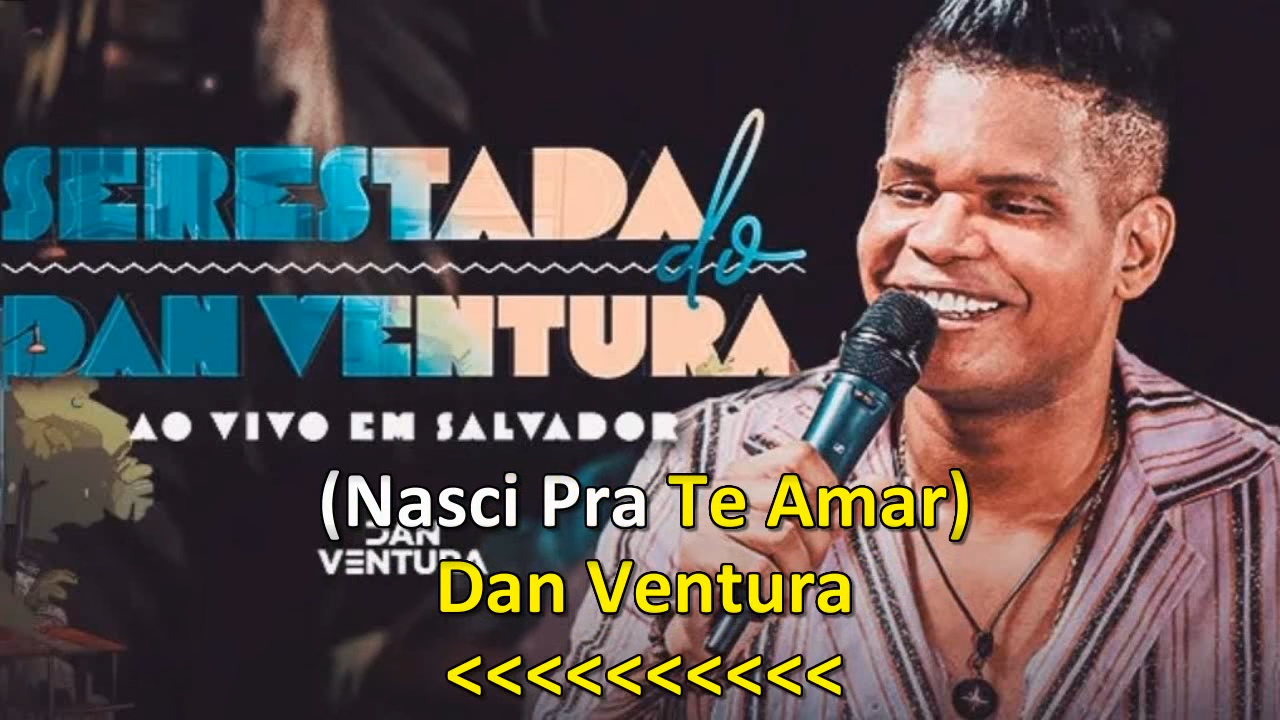 SERESTADA
do
DAN VENTURA
AO VIVO EM SALVADOR
(Nasci Pra Te Amar)
DAN
VENTURA
Dan Ventura
<<<<<<<<<<